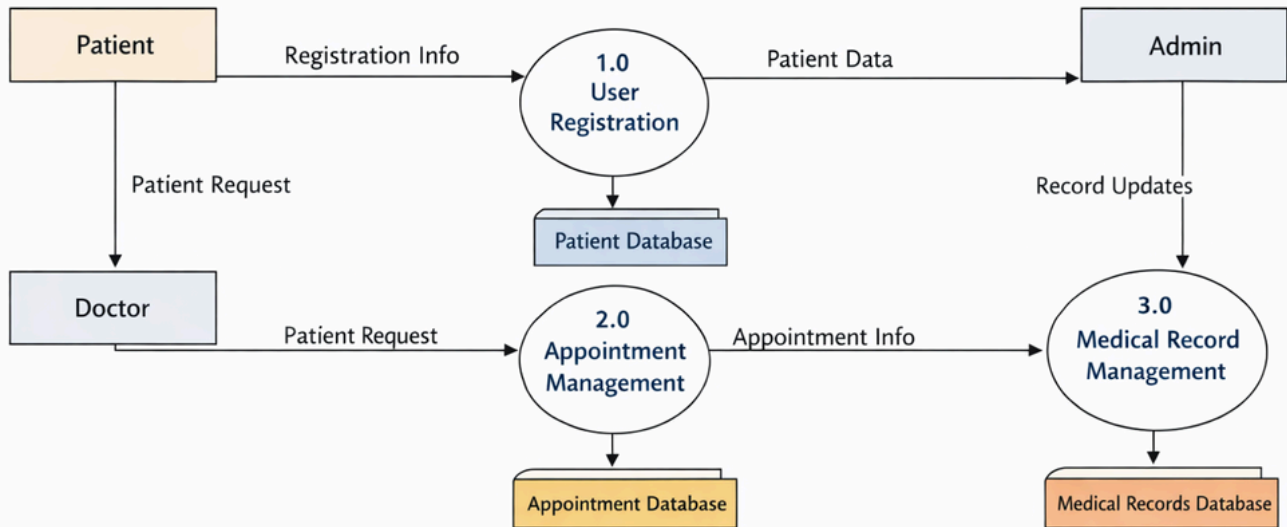 Patient
Registration Info
1.0
User
Registration
Patient Data
Admin
Patient Request
Record Updates
Patient Database
Doctor
Patient Request
2.0
Appointment
Management
Appointment Info
3.0
Medical Record
Management
Appointment Database
Medical Records Database